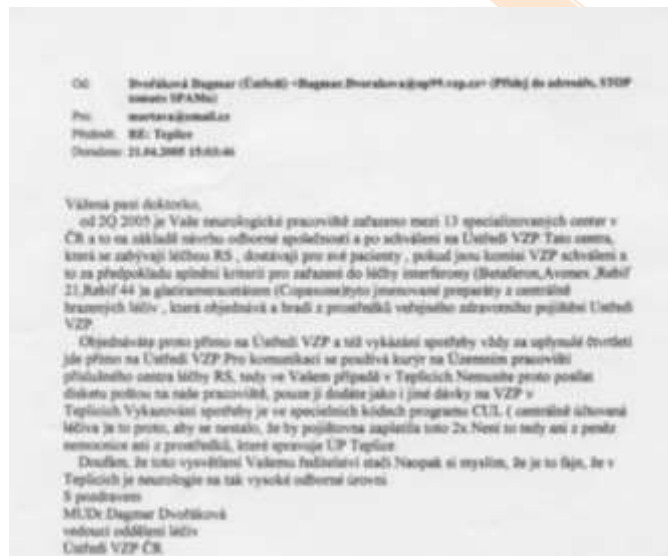 Od: Dvořáková Dagmar (Ústředí) <Dagmar.Dvorakova@up99.vzp.cz> (Přidej do adresáře, STOP tomuto SPAMu)
Pro: 
Předmět: RE: Teplice
Doručeno: 21.04.2005 15:03:46
Vážená paní doktorko,
od 2Q 2005 je Vaše neurologické pracoviště zařazeno mezi 13 specializovaných center v
ČR a to na základě návrhu odborné společnosti a po schválení na Ústředí VZP.Tato centra,
která se zabývají léčbou RS , dostávají pro své pacienty , pokud jsou komisí VZP schváleni a
to za předpokladu splnění kriterií pro zařazení do léčby interferony (Betaferon,Avonex ,Rebif
21,Rebif 44 )a glatirameracetátem (Copaxone)tyto jmenované preparáty z centrálně
hrazených léčiv , která objednává a hradí z prostředků veřejného zdravotního pojištění Ústředí
VZP.
Objednáváte proto přímo na Ústředí VZP a též vykázání spotřeby vždy za uplynulé čtvrtletí
jde přímo na Ústředí VZP.Pro komunikaci se používá kurýr na Územním pracovišti
příslušného centra léčby RS, tedy ve Vašem případě v Teplicích.Nemusíte proto posílat
disketu poštou na naše pracoviště, pouze ji dodáte jako i jiné dávky na VZP v
Teplicích.Vykazování spotřeby je ve specielních kódech programu CUL ( centrálně účtovaná
léčiva )a to proto, aby se nestalo, že by pojišťovna zaplatila toto 2x.Není to tedy ani z peněz
nemocnice ani z prostředků, které spravuje ÚP Teplice.
Doufám, že toto vysvětlení Vašemu ředitelství stačí.Naopak si myslím, že je to fajn, že v
Teplicích je neurologie na tak vysoké odborné úrovni.
S pozdravem
MUDr.Dagmar Dvořáková
vedoucí oddělení léčiv
Ústředí VZP ČR